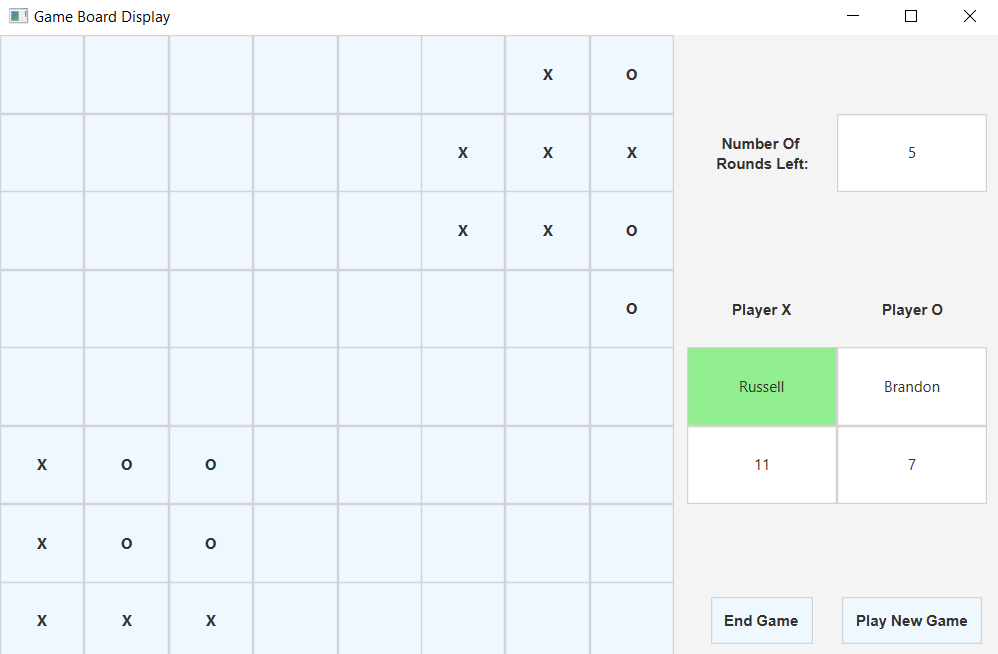 Game Board Display
X O
X X X
Number Of
Rounds Left:
5
X X O
O
Player X
Player O
Russell
Brandon
X O O
11
7
X O O
X X X
End Game
Play New Game